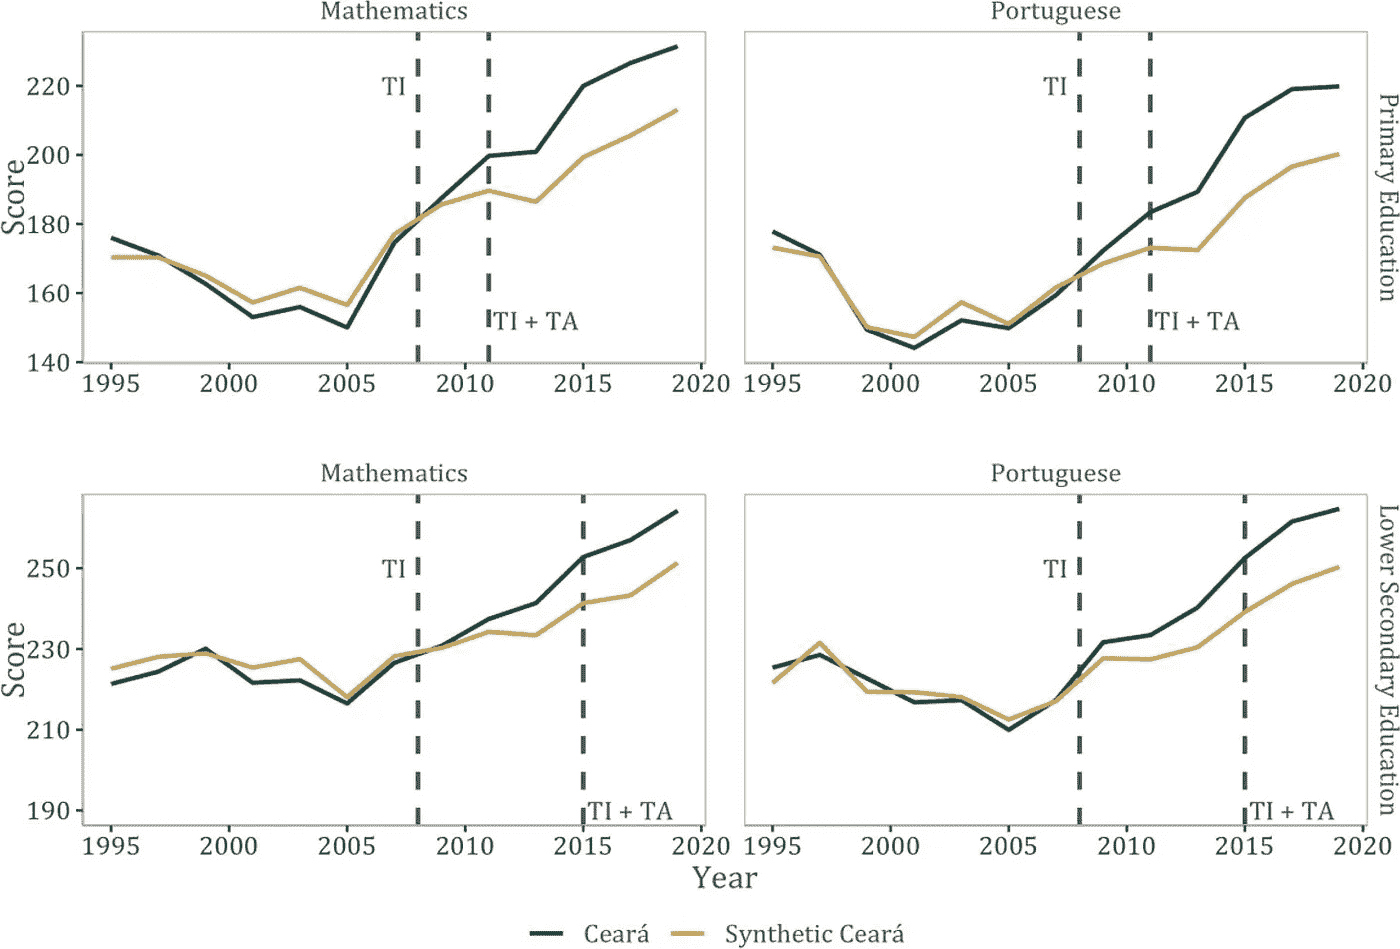 Mathematics
Portuguese
Score
220
200
180
160
140
TI
TI + TA
TI
TI + TA
Primary Education
1995 2000 2005 2010 2015 2020
1995 2000 2005 2010 2015 2020
Mathematics
Portuguese
Score
250
230
210
190
TI
TI + TA
TI
TI + TA
Lower Secondary Education
1995 2000 2005 2010 2015 2020
1995 2000 2005 2010 2015 2020
Year
Ceará Synthetic Ceará